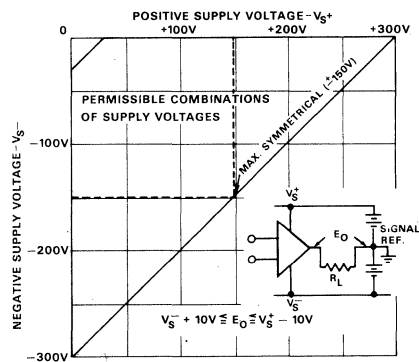 POSITIVE SUPPLY VOLTAGE-VS+
0
+100V
+200V
+300V
PERMISSIBLE COMBINATIONS
OF SUPPLY VOLTAGES
MAX. SYMMETRICAL (±150V)
NEGATIVE SUPPLY VOLTAGE-VS-
-100V
-200V
-300V
VS+
EO
SIGNAL
REF.
RL
VS-
VS- + 10V ≦ EO ≦ VS+ - 10V